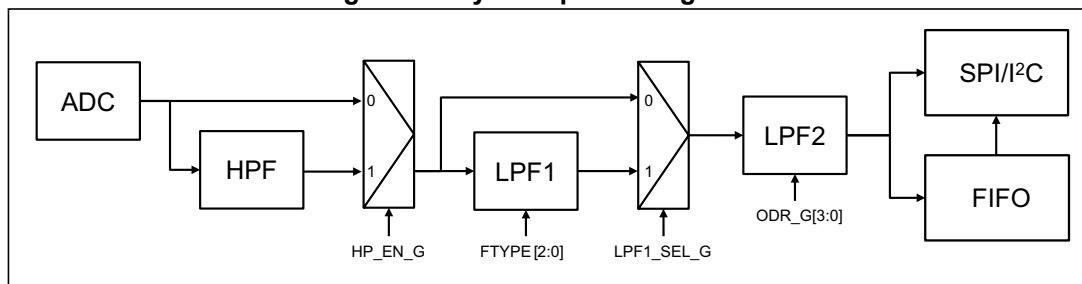 ADC
0
HPF
1
HP_EN_G
LPF1
FTYPE [2:0]
0
1
LPF1_SEL_G
LPF2
ODR_G[3:0]
SPI/I²C
FIFO